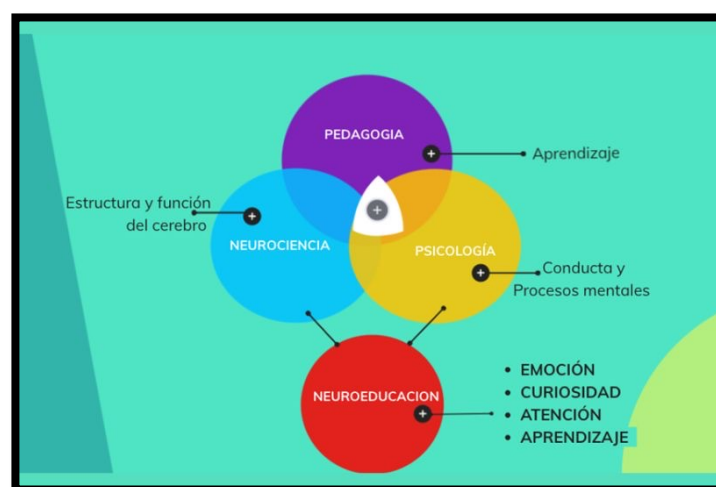 PEDAGOGIA
Aprendizaje
Estructura y función
del cerebro
NEUROCIENCIA
PSICOLOGÍA
Conducta y
Procesos mentales
NEUROEDUCACION
• EMOCIÓN
• CURIOSIDAD
• ATENCIÓN
• APRENDIZAJE